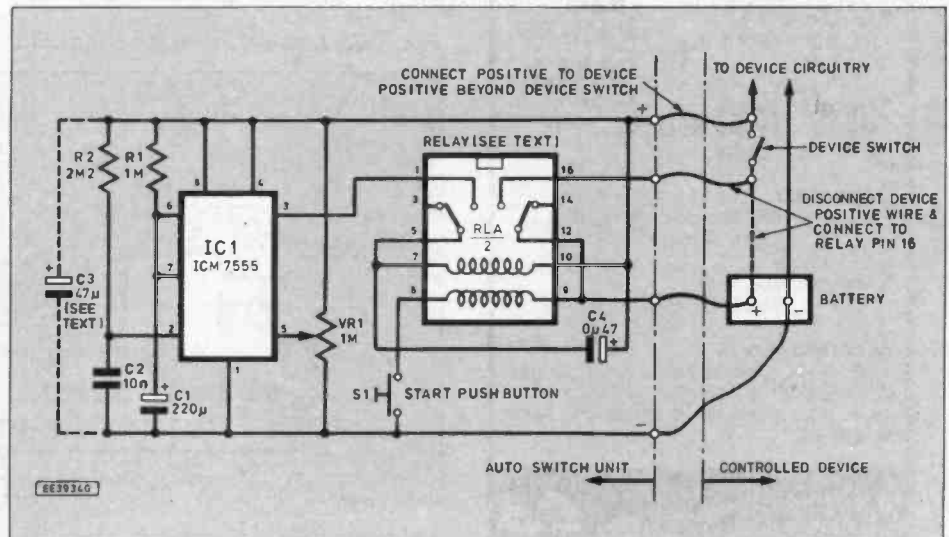 CONNECT POSITIVE TO DEVICE
POSITIVE BEYOND DEVICE SWITCH
TO DEVICE CIRCUITRY
+
DEVICE SWITCH
DISCONNECT DEVICE
POSITIVE WIRE &
CONNECT TO
RELAY PIN 16
BATTERY
+
-
R2
2M2
R1
1M
8
4
6
3
7
2
5
1
IC1
ICM 7555
+
C3
47µ
(SEE
TEXT)
C2
10n
+
C1
220µ
VR1
1M
RELAY (SEE TEXT)
1
16
3
14
5
12
7
10
8
9
RLA
2
C4
0µ47
+
S1
START PUSH BUTTON
-
AUTO SWITCH UNIT
CONTROLLED DEVICE
EE3934G